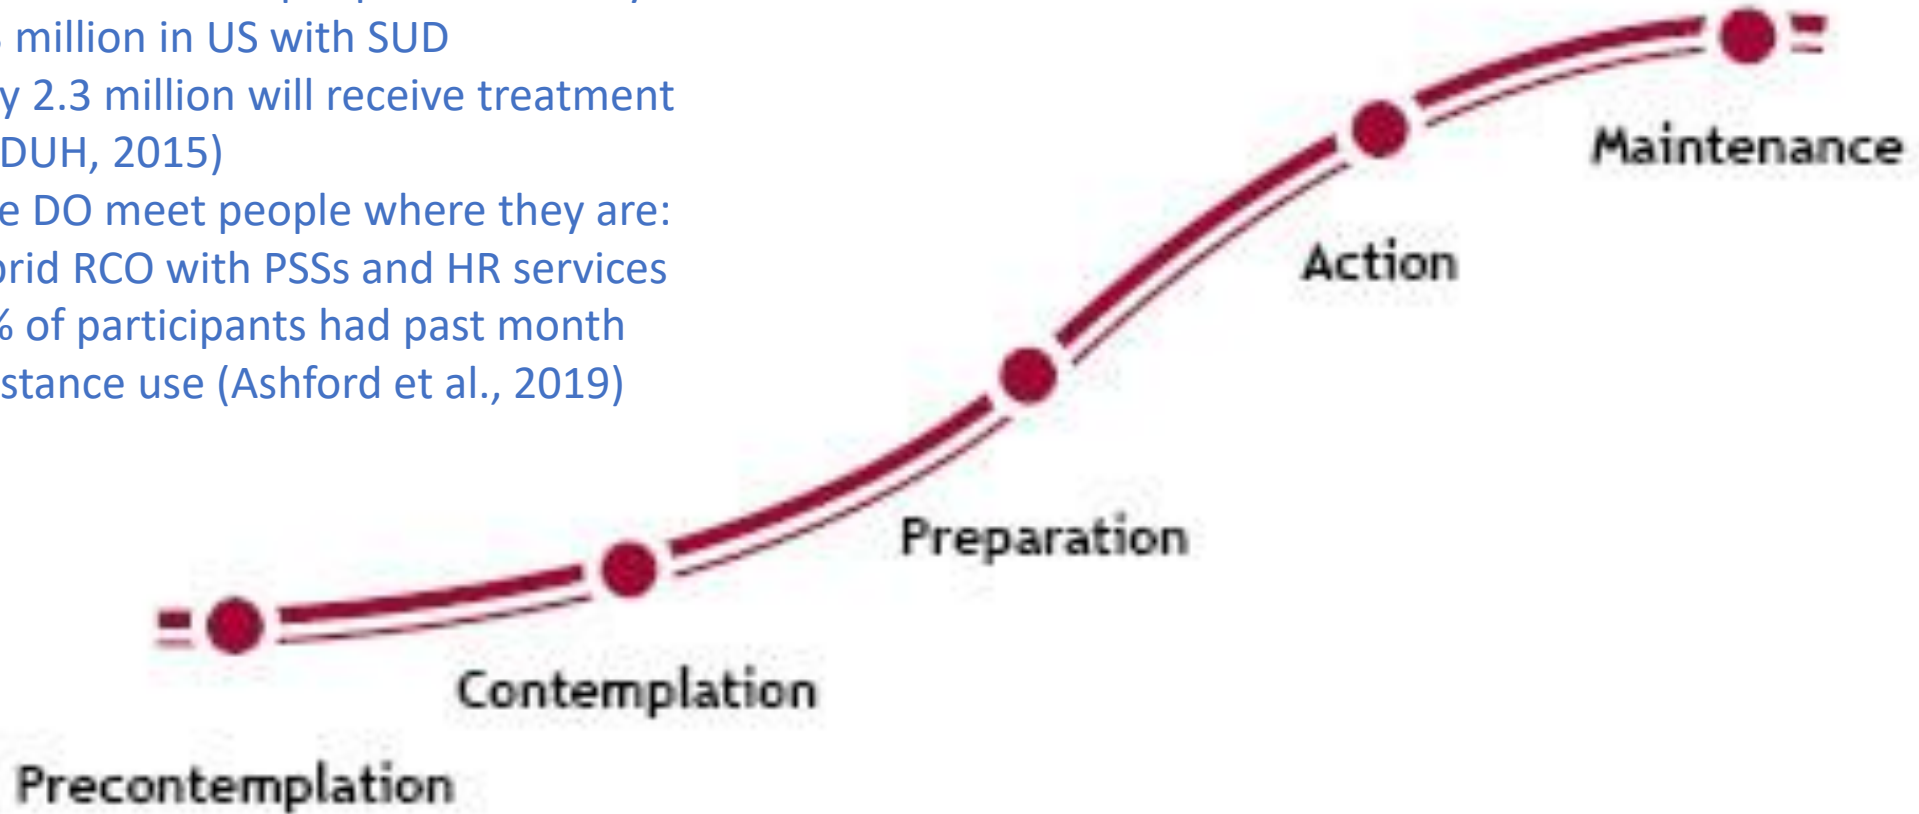 million in US with SUD
y 2.3 million will receive treatment
DUH, 2015)
e DO meet people where they are:
brid RCO with PSSs and HR services
% of participants had past month
stance use (Ashford et al., 2019)
Maintenance
Action
Preparation
Contemplation
Precontemplation